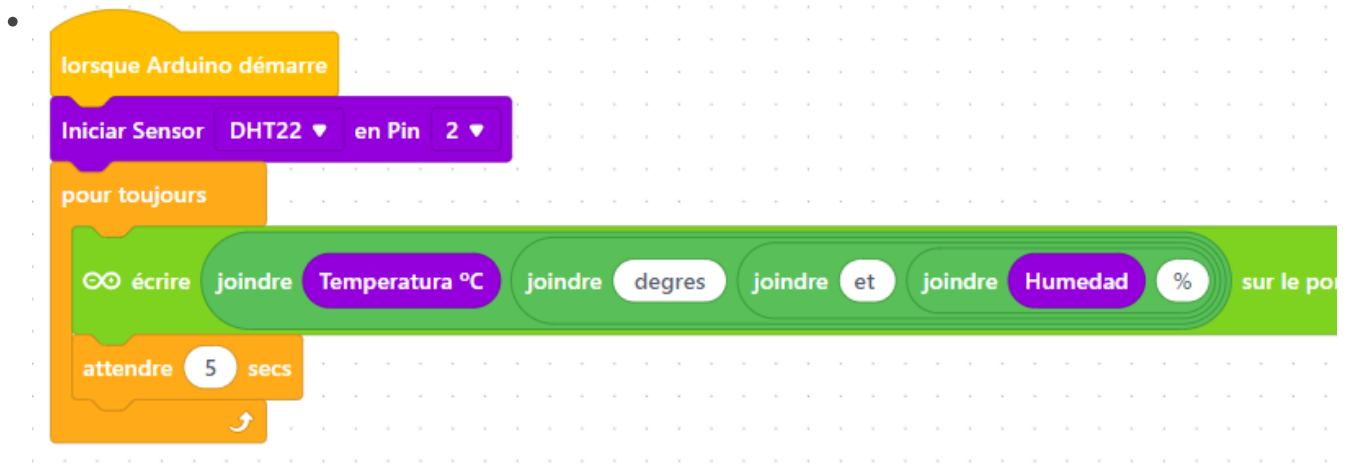 lorsque Arduino démarre
Iniciar Sensor DHT22 en Pin 2
pour toujours
écrire joindre Temperatura ºC joindre degres joindre et joindre Humedad % sur le po
attendre 5 secs